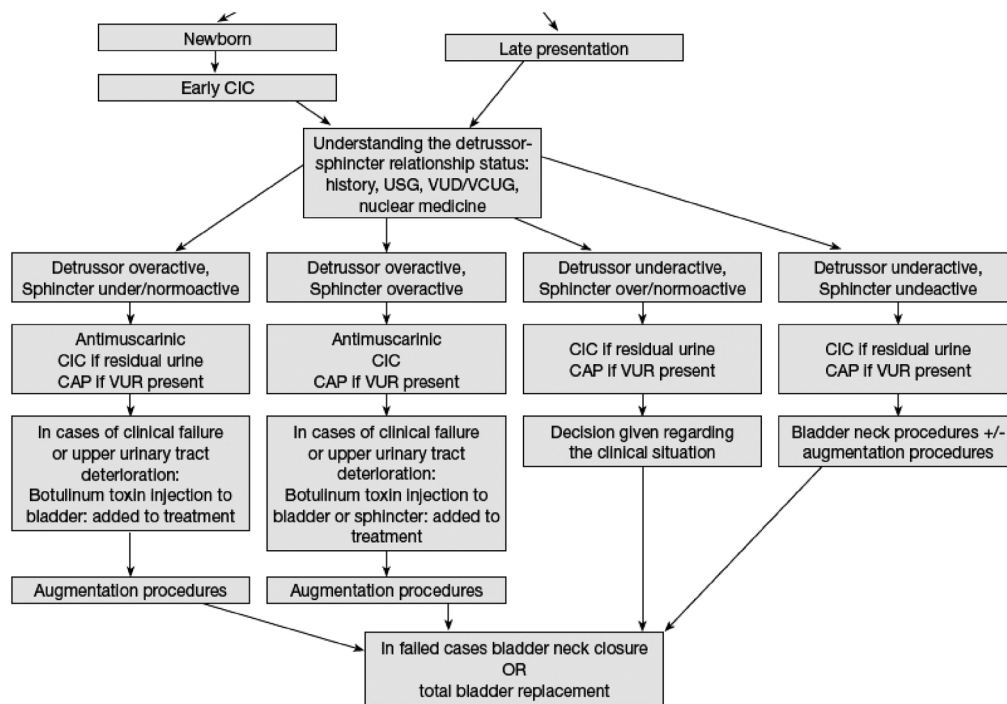 Newborn
Late presentation
Early CIC
Understanding the detrussor-
sphincter relationship status:
history, USG, VUD/VCUG,
nuclear medicine
Detrussor overactive,
Sphincter under/normoactive
Detrussor overactive,
Sphincter overactive
Detrussor underactive,
Sphincter over/normoactive
Detrussor underactive,
Sphincter undeactive
Antimuscarinic
CIC if residual urine
CAP if VUR present
Antimuscarinic
CIC
CAP if VUR present
CIC if residual urine
CAP if VUR present
CIC if residual urine
CAP if VUR present
In cases of clinical failure
or upper urinary tract
deterioration:
Botulinum toxin injection to
bladder: added to treatment
In cases of clinical failure
or upper urinary tract
deterioration:
Botulinum toxin injection to
bladder or sphincter: added to
treatment
Decision given regarding
the clinical situation
Bladder neck procedures +/-
augmentation procedures
Augmentation procedures
Augmentation procedures
In failed cases bladder neck closure
OR
total bladder replacement